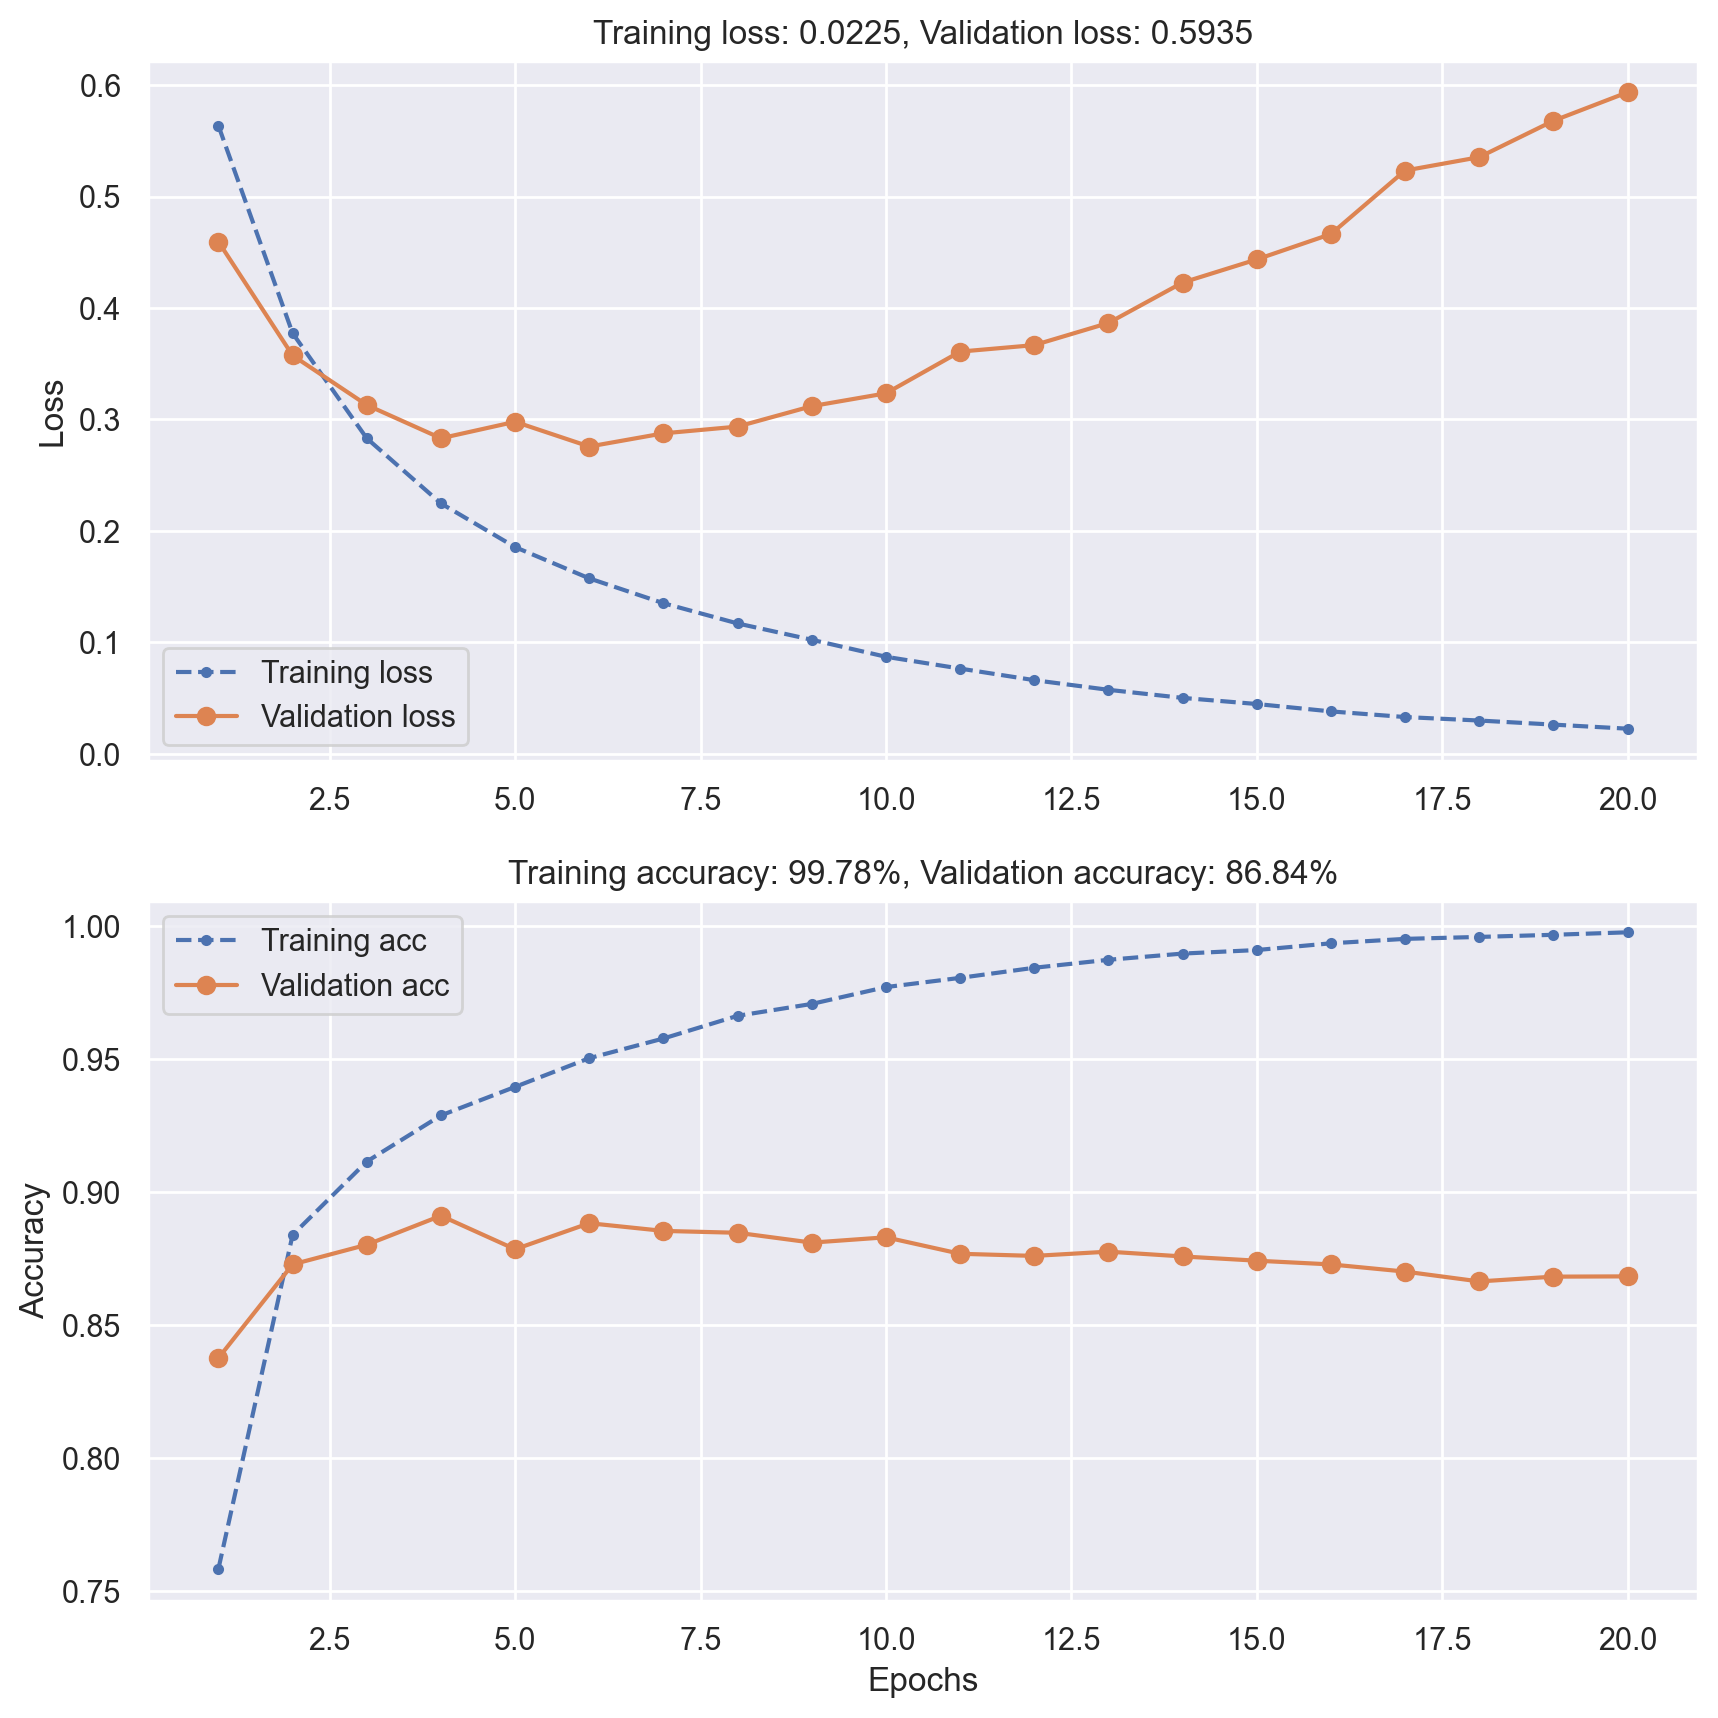 Training loss: 0.0225, Validation loss: 0.5935
0.6
0.5
0.4
0.3
0.2
0.1
0.0
Loss
Training loss
Validation loss
2.5 5.0 7.5 10.0 12.5 15.0 17.5 20.0
Training accuracy: 99.78%, Validation accuracy: 86.84%
1.00
0.95
0.90
0.85
0.80
0.75
Accuracy
Training acc
Validation acc
2.5 5.0 7.5 10.0 12.5 15.0 17.5 20.0
Epochs